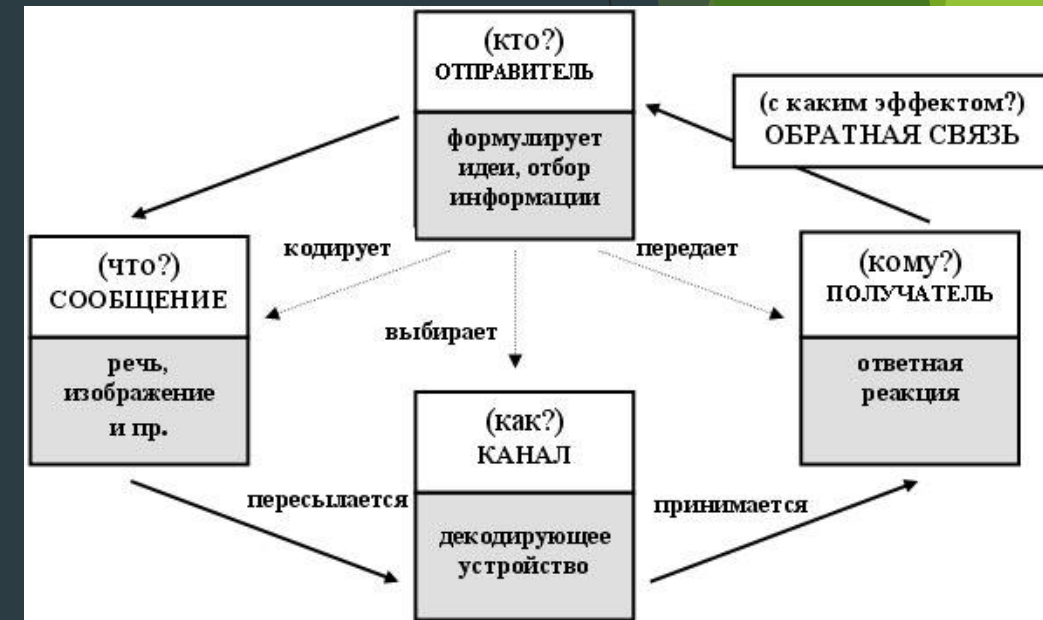 (кто?)
ОТПРАВИТЕЛЬ
формулирует
идеи, отбор
информации
(с каким эффектом?)
ОБРАТНАЯ СВЯЗЬ
кодирует
передает
выбирает
(что?)
СООБЩЕНИЕ
речь,
изображение
и пр.
(кому?)
ПОЛУЧАТЕЛЬ
ответная
реакция
(как?)
КАНАЛ
декодирующее
устройство
пересылается
принимается